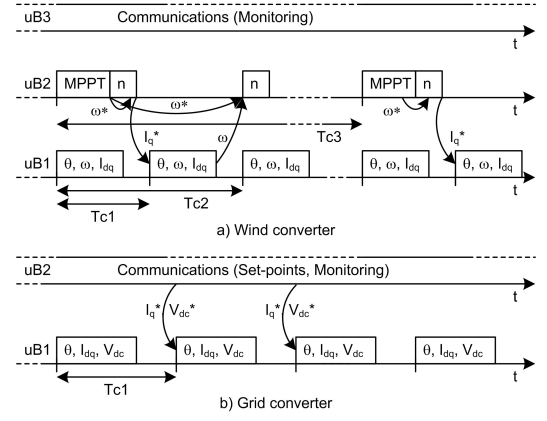 uB3 Communications (Monitoring)
t
uB2 MPPT n n MPPT n
t
ω* ω* ω*
Tc3
Iq* ω Iq*
uB1 θ, ω, Idq θ, ω, Idq θ, ω, Idq θ, ω, Idq θ, ω, Idq
t
Tc2
Tc1
a) Wind converter
uB2 Communications (Set-points, Monitoring)
t
Iq* Vdc* Iq* Vdc*
uB1 θ, Idq, Vdc θ, Idq, Vdc θ, Idq, Vdc θ, Idq, Vdc
t
Tc1
b) Grid converter